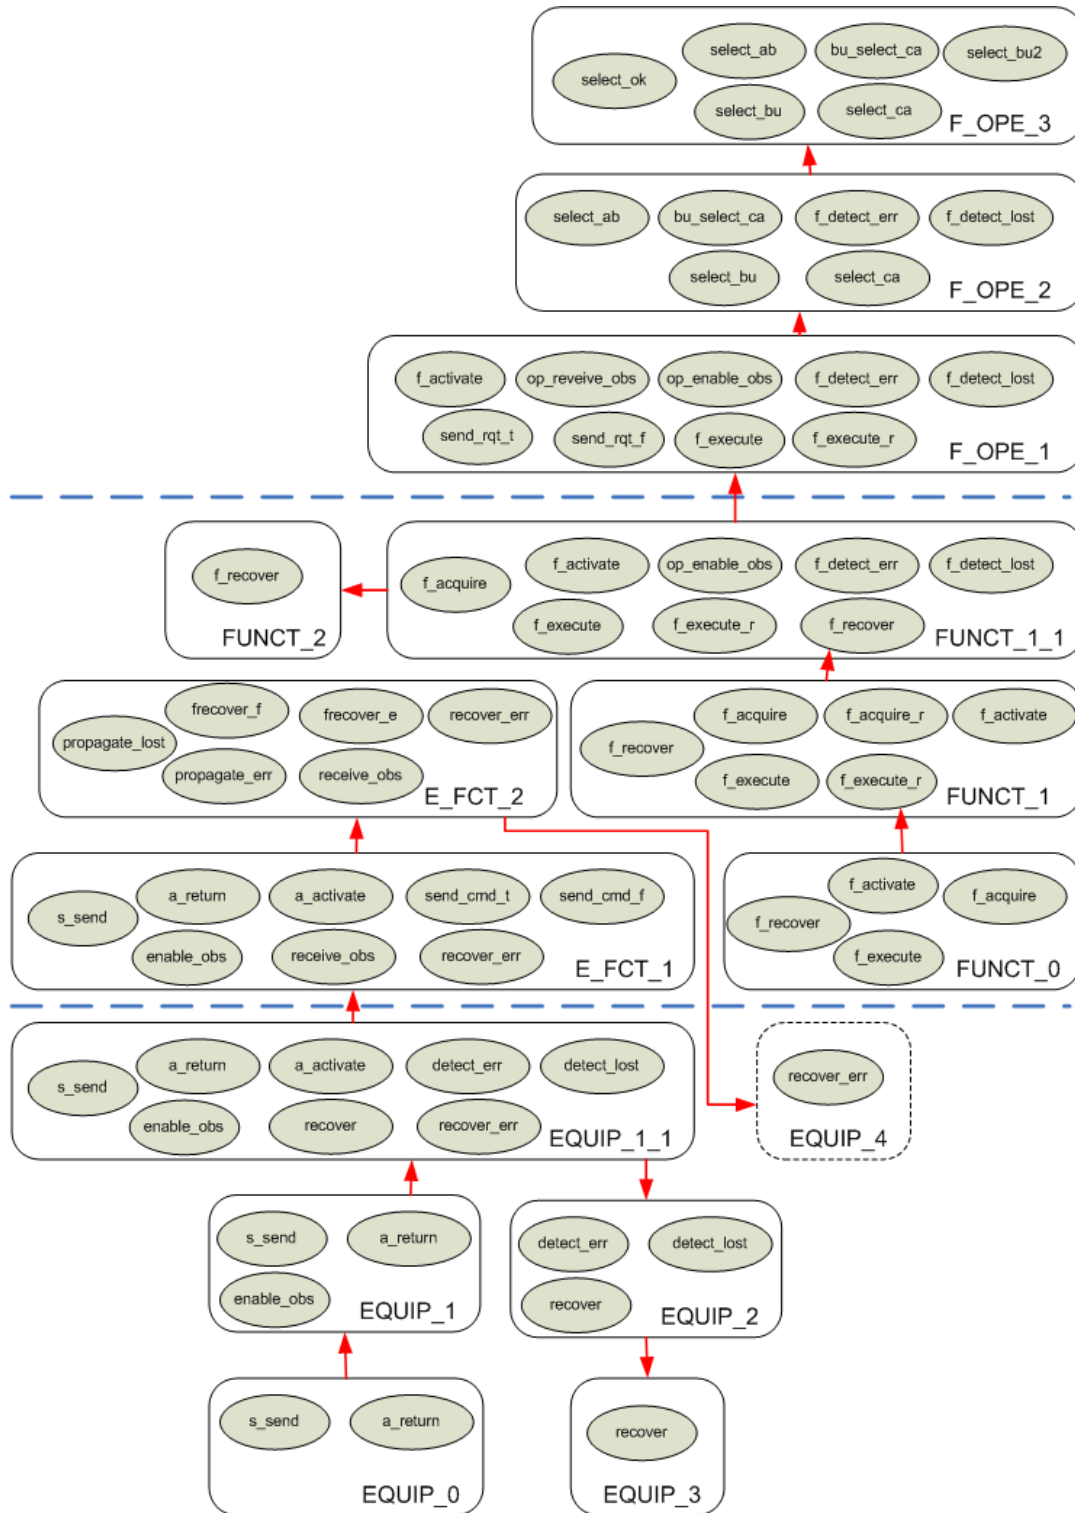 select_ab bu_select_ca select_bu2
select_ok
select_bu select_ca
F_OPE_3
select_ab bu_select_ca f_detect_err f_detect_lost
select_bu select_ca
F_OPE_2
f_activate op_reveive_obs op_enable_obs f_detect_err f_detect_lost
send_rqt_t send_rqt_f f_execute f_execute_r
F_OPE_1
f_recover
FUNCT_2
f_acquire f_activate op_enable_obs f_detect_err f_detect_lost
f_execute f_execute_r f_recover
FUNCT_1_1
propagate_lost frecover_f frecover_e recover_err
propagate_err receive_obs
E_FCT_2
f_recover f_acquire f_acquire_r f_activate
f_execute f_execute_r
FUNCT_1
s_send a_return a_activate send_cmd_t send_cmd_f
enable_obs receive_obs recover_err
E_FCT_1
f_recover f_activate f_acquire
f_execute
FUNCT_0
s_send a_return a_activate detect_err detect_lost
enable_obs recover recover_err
EQUIP_1_1
recover_err
EQUIP_4
s_send a_return
enable_obs
EQUIP_1
detect_err detect_lost
recover
EQUIP_2
s_send a_return
EQUIP_0
recover
EQUIP_3